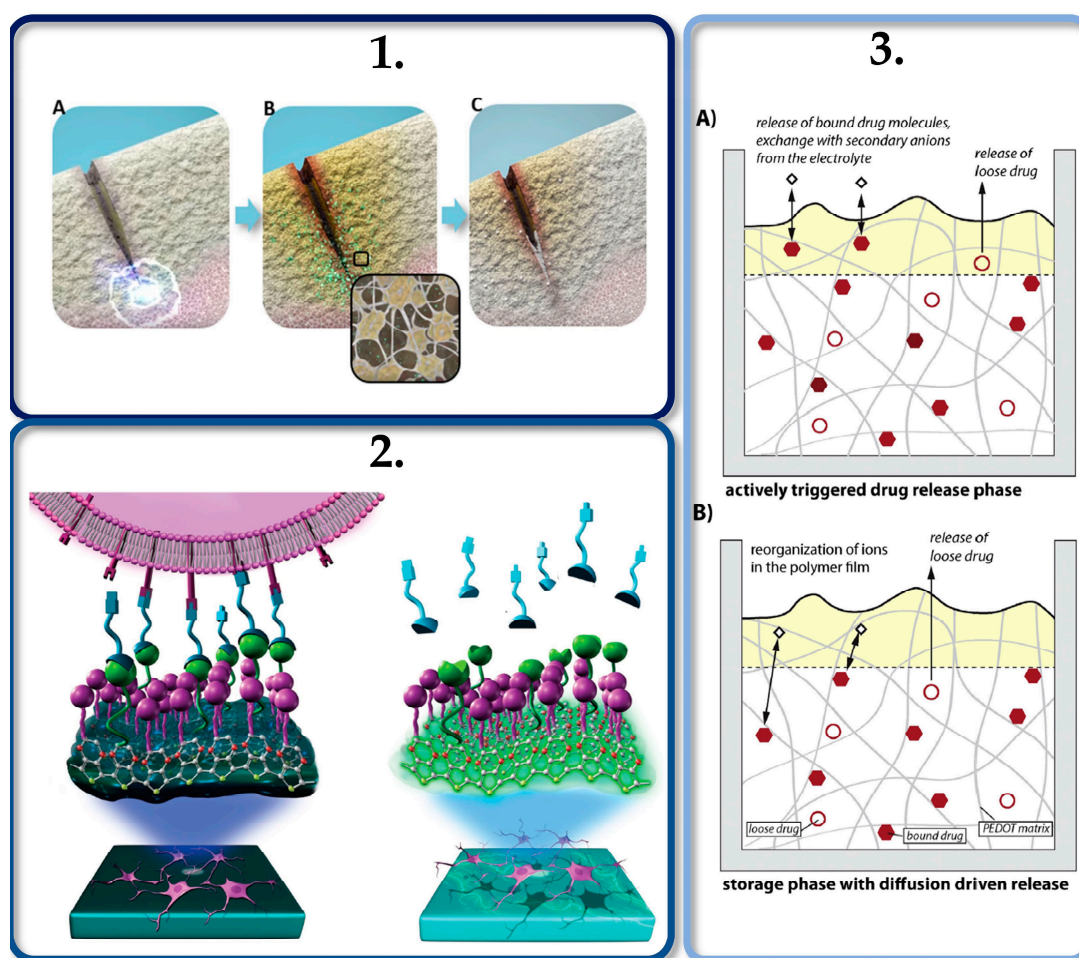 1.
A
B
C
2.
3.
A)
release of bound drug molecules,
exchange with secondary anions
from the electrolyte
release of
loose drug
actively triggered drug release phase
B)
reorganization of ions
in the polymer film
release of
loose drug
loose drug
bound drug
PEDOT matrix
storage phase with diffusion driven release